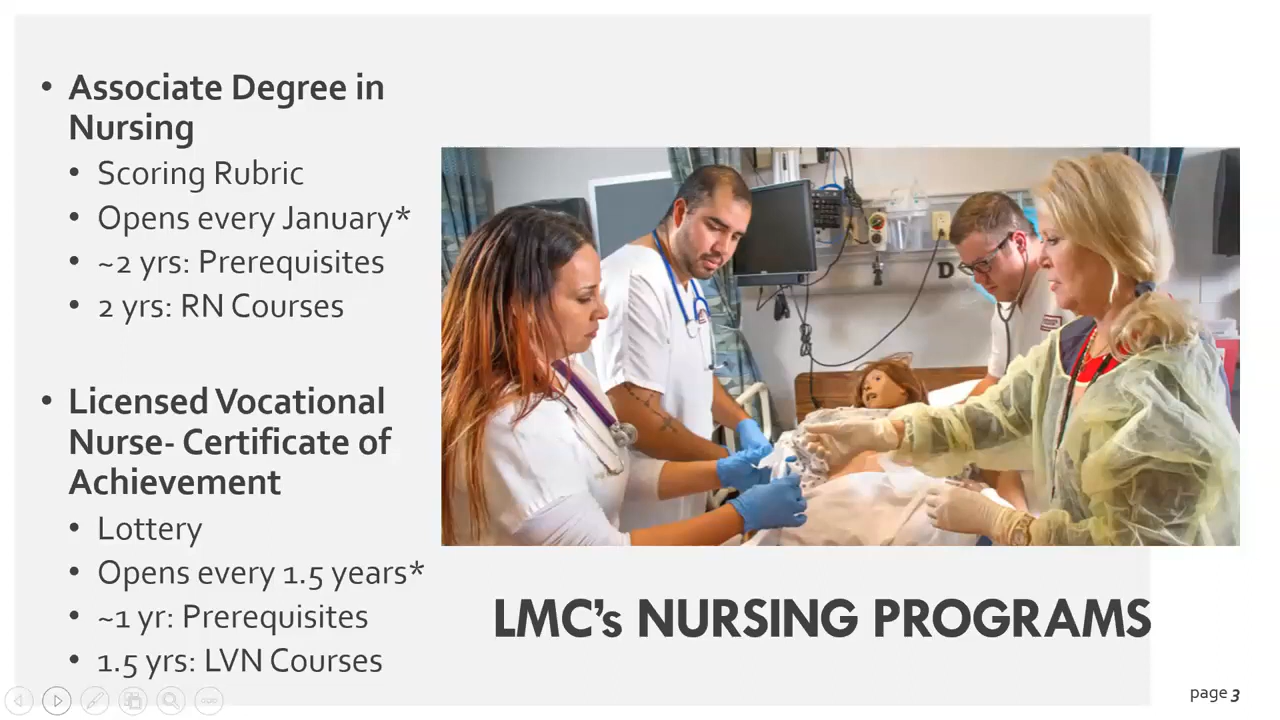 • Associate Degree in
Nursing
• Scoring Rubric
• Opens every January*
• ~2 yrs: Prerequisites
• 2 yrs: RN Courses
• Licensed Vocational
Nurse- Certificate of
Achievement
• Lottery
• Opens every 1.5 years*
• ~1 yr: Prerequisites
• 1.5 yrs: LVN Courses
D
LMC's NURSING PROGRAMS
page 3